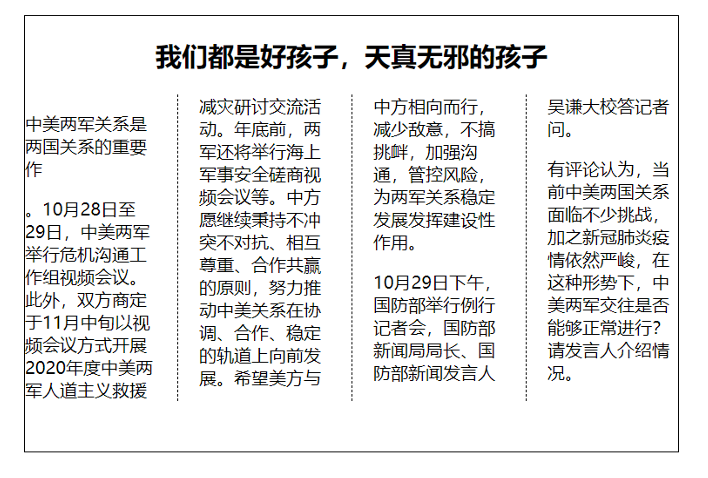 我们都是好孩子，天真无邪的孩子
中美两军关系是
两国关系的重要
作
。10月28日至
29日，中美两军
举行危机沟通工
作组视频会议。
此外，双方商定
于11月中旬以视
频会议方式开展
2020年度中美两
军人道主义救援
减灾研讨交流活
动。年底前，两
军还将举行海上
军事安全磋商视
频会议等。中方
愿继续秉持不冲
突不对抗、相互
尊重、合作共赢
的原则，努力推
动中美关系在协
调、合作、稳定
的轨道上向前发
展。希望美方与
中方相向而行，
减少敌意，不搞
挑衅，加强沟
通，管控风险，
为两军关系稳定
发展发挥建设性
作用。
10月29日下午，
国防部举行例行
记者会，国防部
新闻局局长、国
防部新闻发言人
吴谦大校答记者
问。
有评论认为，当
前中美两国关系
面临不少挑战，
加之新冠肺炎疫
情依然严峻，在
这种形势下，中
美两军交往是否
能够正常进行？
请发言人介绍情
况。